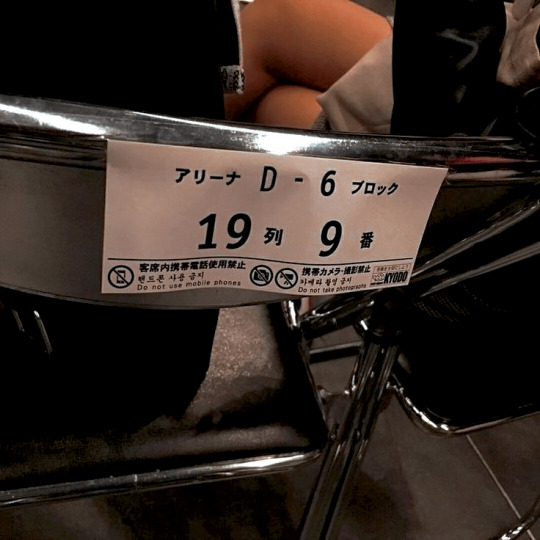 アリーナ D - 6 ブロック
19 列 9 番
客席内携帯電話使用禁止
핸드폰 사용 금지
Do not use mobile phones
携帯カメラ・撮影禁止
카메라 촬영 금지
Do not take photographs
KYODO